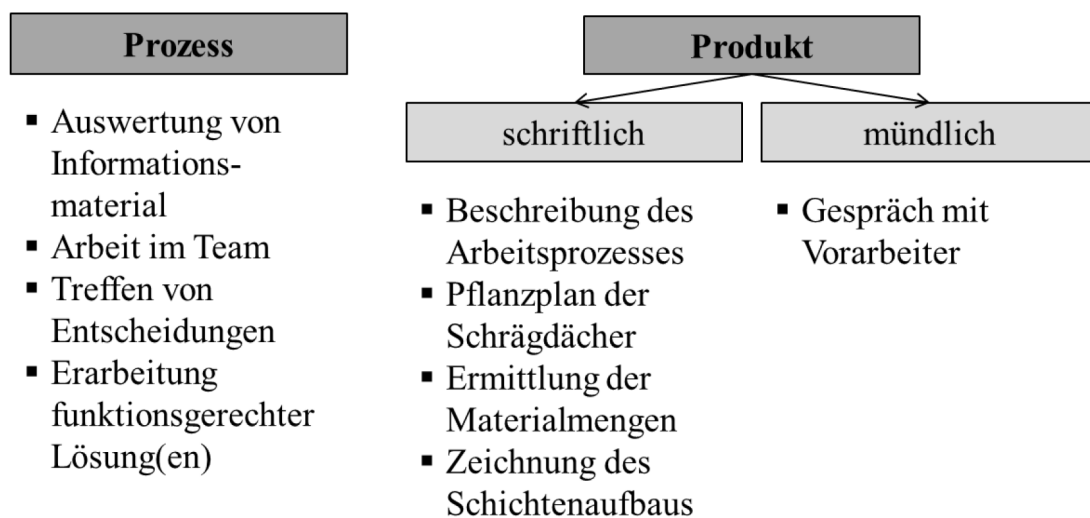 Prozess
▪ Auswertung von
Informations-
material
▪ Arbeit im Team
▪ Treffen von
Entscheidungen
▪ Erarbeitung
funktionsgerechter
Lösung(en)
Produkt
schriftlich
▪ Beschreibung des
Arbeitsprozesses
▪ Pflanzplan der
Schrägdächer
▪ Ermittlung der
Materialmengen
▪ Zeichnung des
Schichtenaufbaus
mündlich
▪ Gespräch mit
Vorarbeiter